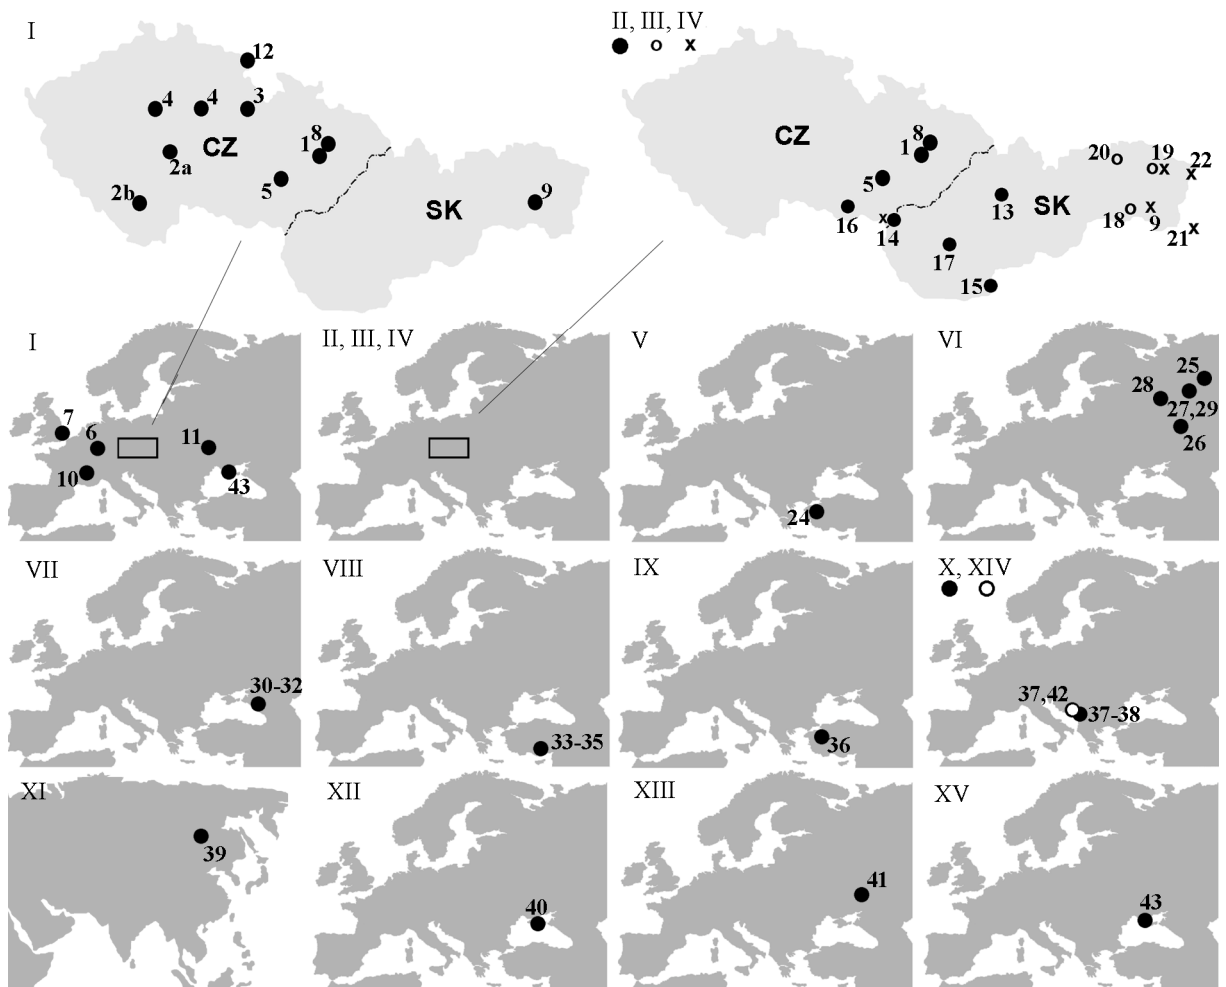 I
12
4
4
3
CZ
8
1
2a
5
2b
SK
9
II, III, IV
x
CZ
8
1
5
16
x
14
13
SK
17
15
20
19
x
22
x
18
x
9
x
21
I
7
6
11
10
43
II, III, IV
V
24
VI
25
28
27,29
26
VII
30-32
VIII
33-35
IX
36
X, XIV
37,42
37-38
XI
39
XII
40
XIII
41
XV
43